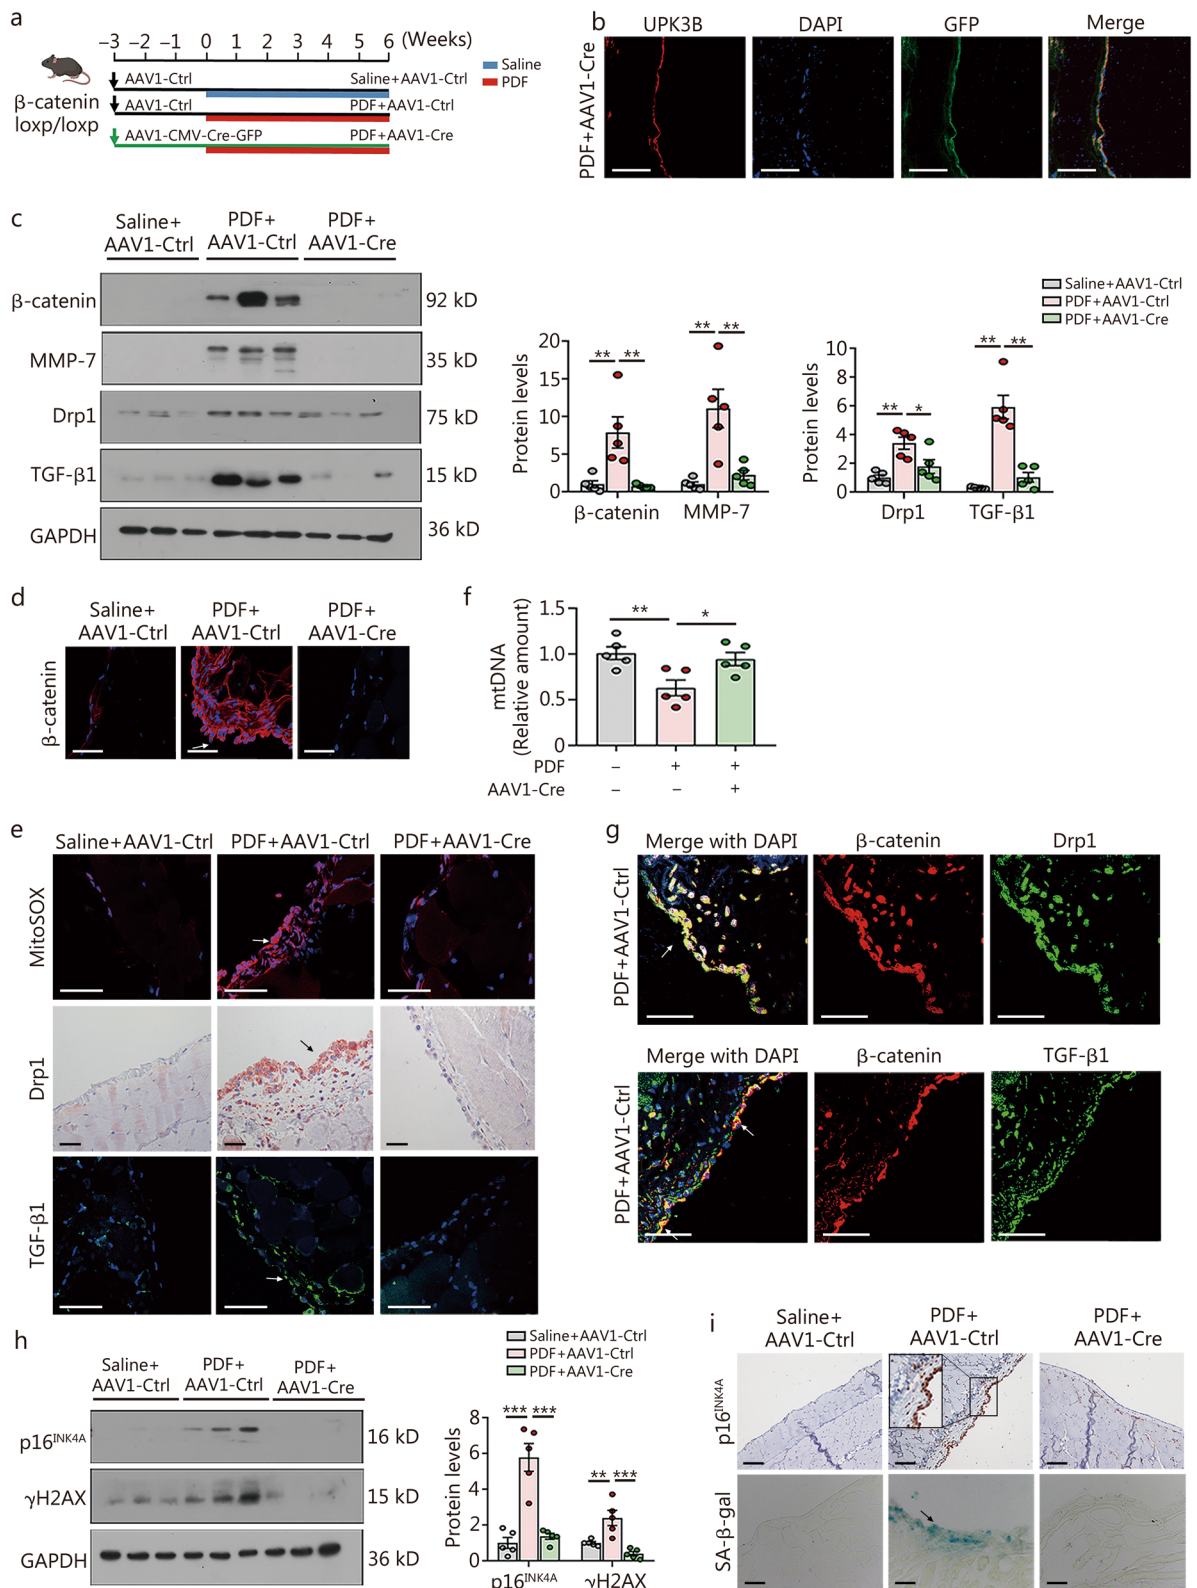 a
−3 −2 −1 0 1 2 3 4 5 6 (Weeks)
β-catenin
loxp/loxp
AAV1-Ctrl Saline+AAV1-Ctrl
AAV1-Ctrl PDF+AAV1-Ctrl
AAV1-CMV-Cre-GFP PDF+AAV1-Cre
Saline
PDF
b
UPK3B DAPI GFP Merge
PDF+AAV1-Cre
c
Saline+
AAV1-Ctrl
PDF+
AAV1-Ctrl
PDF+
AAV1-Cre
β-catenin 92 kD
MMP-7 35 kD
Drp1 75 kD
TGF-β1 15 kD
GAPDH 36 kD
Saline+AAV1-Ctrl
PDF+AAV1-Ctrl
PDF+AAV1-Cre
Protein levels
20
15
10
5
0
** **
** **
β-catenin MMP-7
Protein levels
10
8
6
4
2
0
** *
** **
Drp1 TGF-β1
d
Saline+
AAV1-Ctrl
PDF+
AAV1-Ctrl
PDF+
AAV1-Cre
β-catenin
f
mtDNA
(Relative amount)
1.5
1.0
0.5
0
** *
PDF − + +
AAV1-Cre − − +
e
Saline+AAV1-Ctrl PDF+AAV1-Ctrl PDF+AAV1-Cre
MitoSOX
Drp1
TGF-β1
g
Merge with DAPI β-catenin Drp1
PDF+AAV1-Ctrl
Merge with DAPI β-catenin TGF-β1
PDF+AAV1-Ctrl
h
Saline+
AAV1-Ctrl
PDF+
AAV1-Ctrl
PDF+
AAV1-Cre
p16INK4A 16 kD
γH2AX 15 kD
GAPDH 36 kD
Saline+AAV1-Ctrl
PDF+AAV1-Ctrl
PDF+AAV1-Cre
Protein levels
8
6
4
2
0
*** ***
** ***
p16INK4A γH2AX
i
Saline+
AAV1-Ctrl
PDF+
AAV1-Ctrl
PDF+
AAV1-Cre
p16INK4A
SA-β-gal